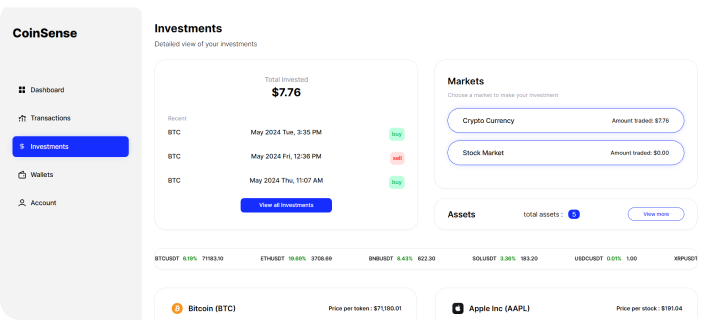 CoinSense
Dashboard
Transactions
Investments
Wallets
Account
Investments
Detailed view of your investments
Total Invested
$7.76
Recent
BTC May 2024 Tue, 3:35 PM buy
BTC May 2024 Fri, 12:36 PM sell
BTC May 2024 Thu, 11:07 AM buy
View all Investments
Markets
Choose a market to make your investment
Crypto Currency Amount traded: $7.76
Stock Market Amount traded: $0.00
Assets total assets : 5 View more
BTCUSDT 6.19% 71183.10 ETHUSDT 19.69% 3708.69 BNBUSDT 8.43% 622.30 SOLUSDT 3.36% 183.20 USDCUSDT 0.01% 1.00 XRPUSDT
Bitcoin (BTC) Price per token : $71,180.01
Apple Inc (AAPL) Price per stock : $191.04